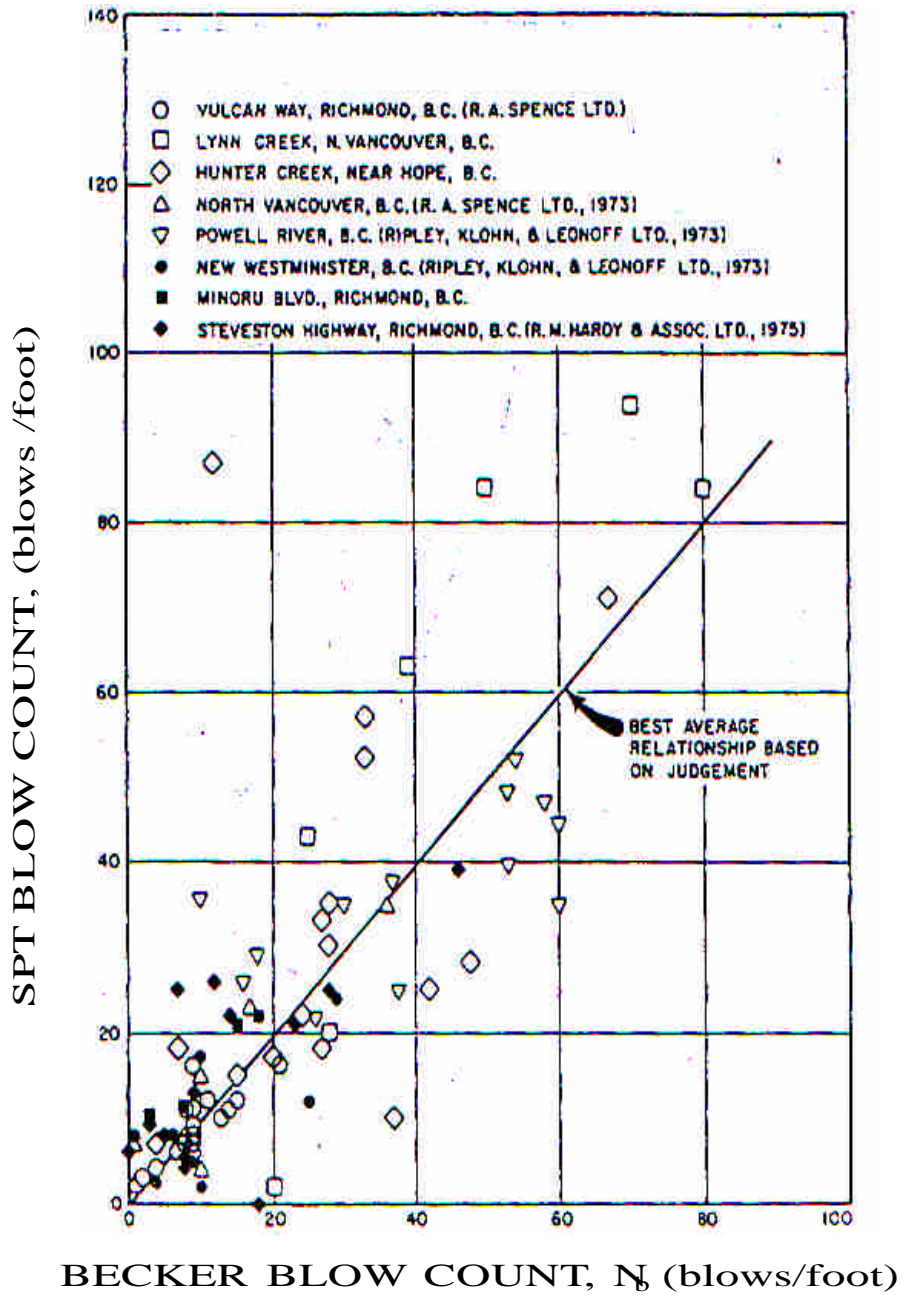 140
120
100
80
60
40
20
0
SPT BLOW COUNT, (blows /foot)
VULCAN WAY, RICHMOND, B.C. (R.A. SPENCE LTD.)
LYNN CREEK, N. VANCOUVER, B.C.
HUNTER CREEK, NEAR HOPE, B.C.
NORTH VANCOUVER, B.C. (R.A. SPENCE LTD., 1973)
POWELL RIVER, B.C. (RIPLEY, KLOHN, & LEONOFF LTD., 1973)
NEW WESTMINISTER, B.C. (RIPLEY, KLOHN, & LEONOFF LTD., 1973)
MINORU BLVD., RICHMOND, B.C.
STEVESTON HIGHWAY, RICHMOND, B.C. (R.M. HARDY & ASSOC. LTD., 1975)
BEST AVERAGE
RELATIONSHIP BASED
ON JUDGEMENT
0 20 40 60 80 100
BECKER BLOW COUNT, Nb (blows/foot)